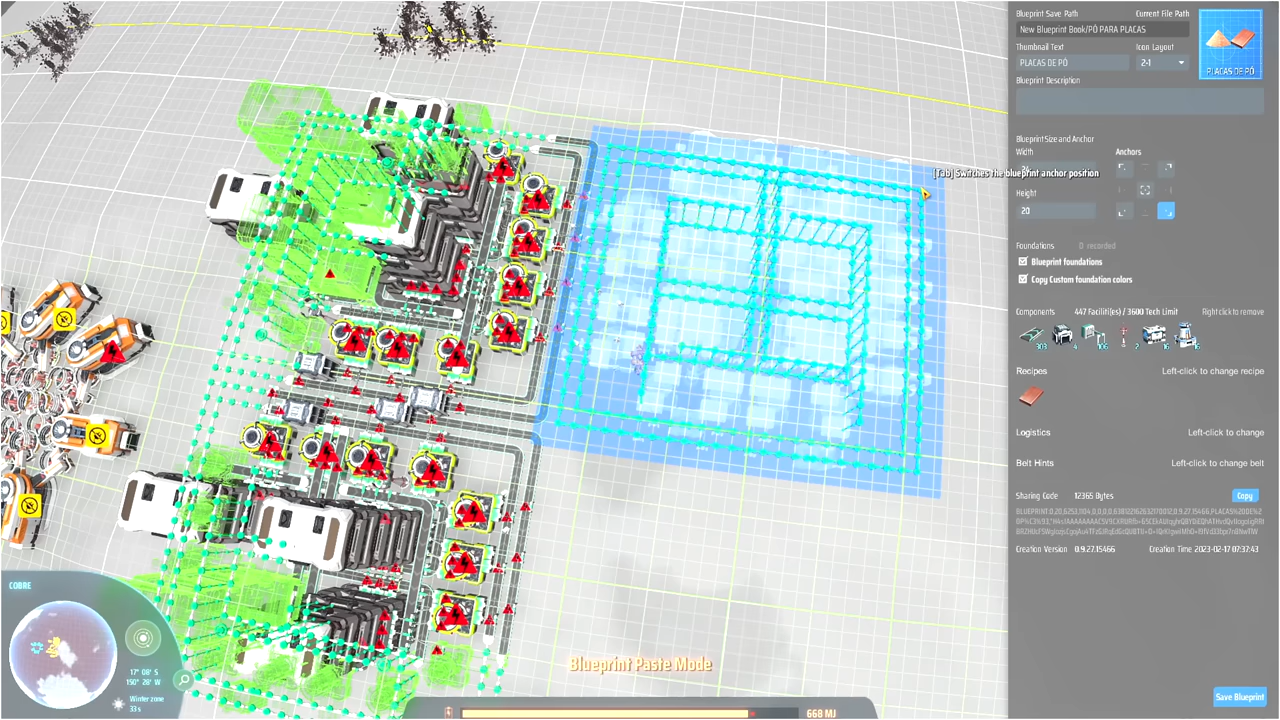 Blueprint Save Path Current File Path
New Blueprint Book/PÓ PARA PLACAS
Thumbnail Text Icon Layout
PLACAS DE PÓ 2-1
PLACAS DE PÓ
Blueprint Description
Blueprint Size and Anchor
Width Anchors
[Tab] Switches the blueprint anchor position
Height
20
Foundations 0 recorded
Blueprint foundations
Copy Custom foundation colors
Components 447 Faciliti(es) / 3600 Tech Limit Right click to remove
303 4 106 2 16 16
Recipes Left-click to change recipe
Logistics Left-click to change
Belt Hints Left-click to change belt
Sharing Code 12365 Bytes Copy
Creation Version 0.9.27.15466 Creation Time 2023-02-17 07:37:43
COBRE
17° 08' S
150° 28' W
Winter zone
33 s
Blueprint Paste Mode
668 MJ
Save Blueprint